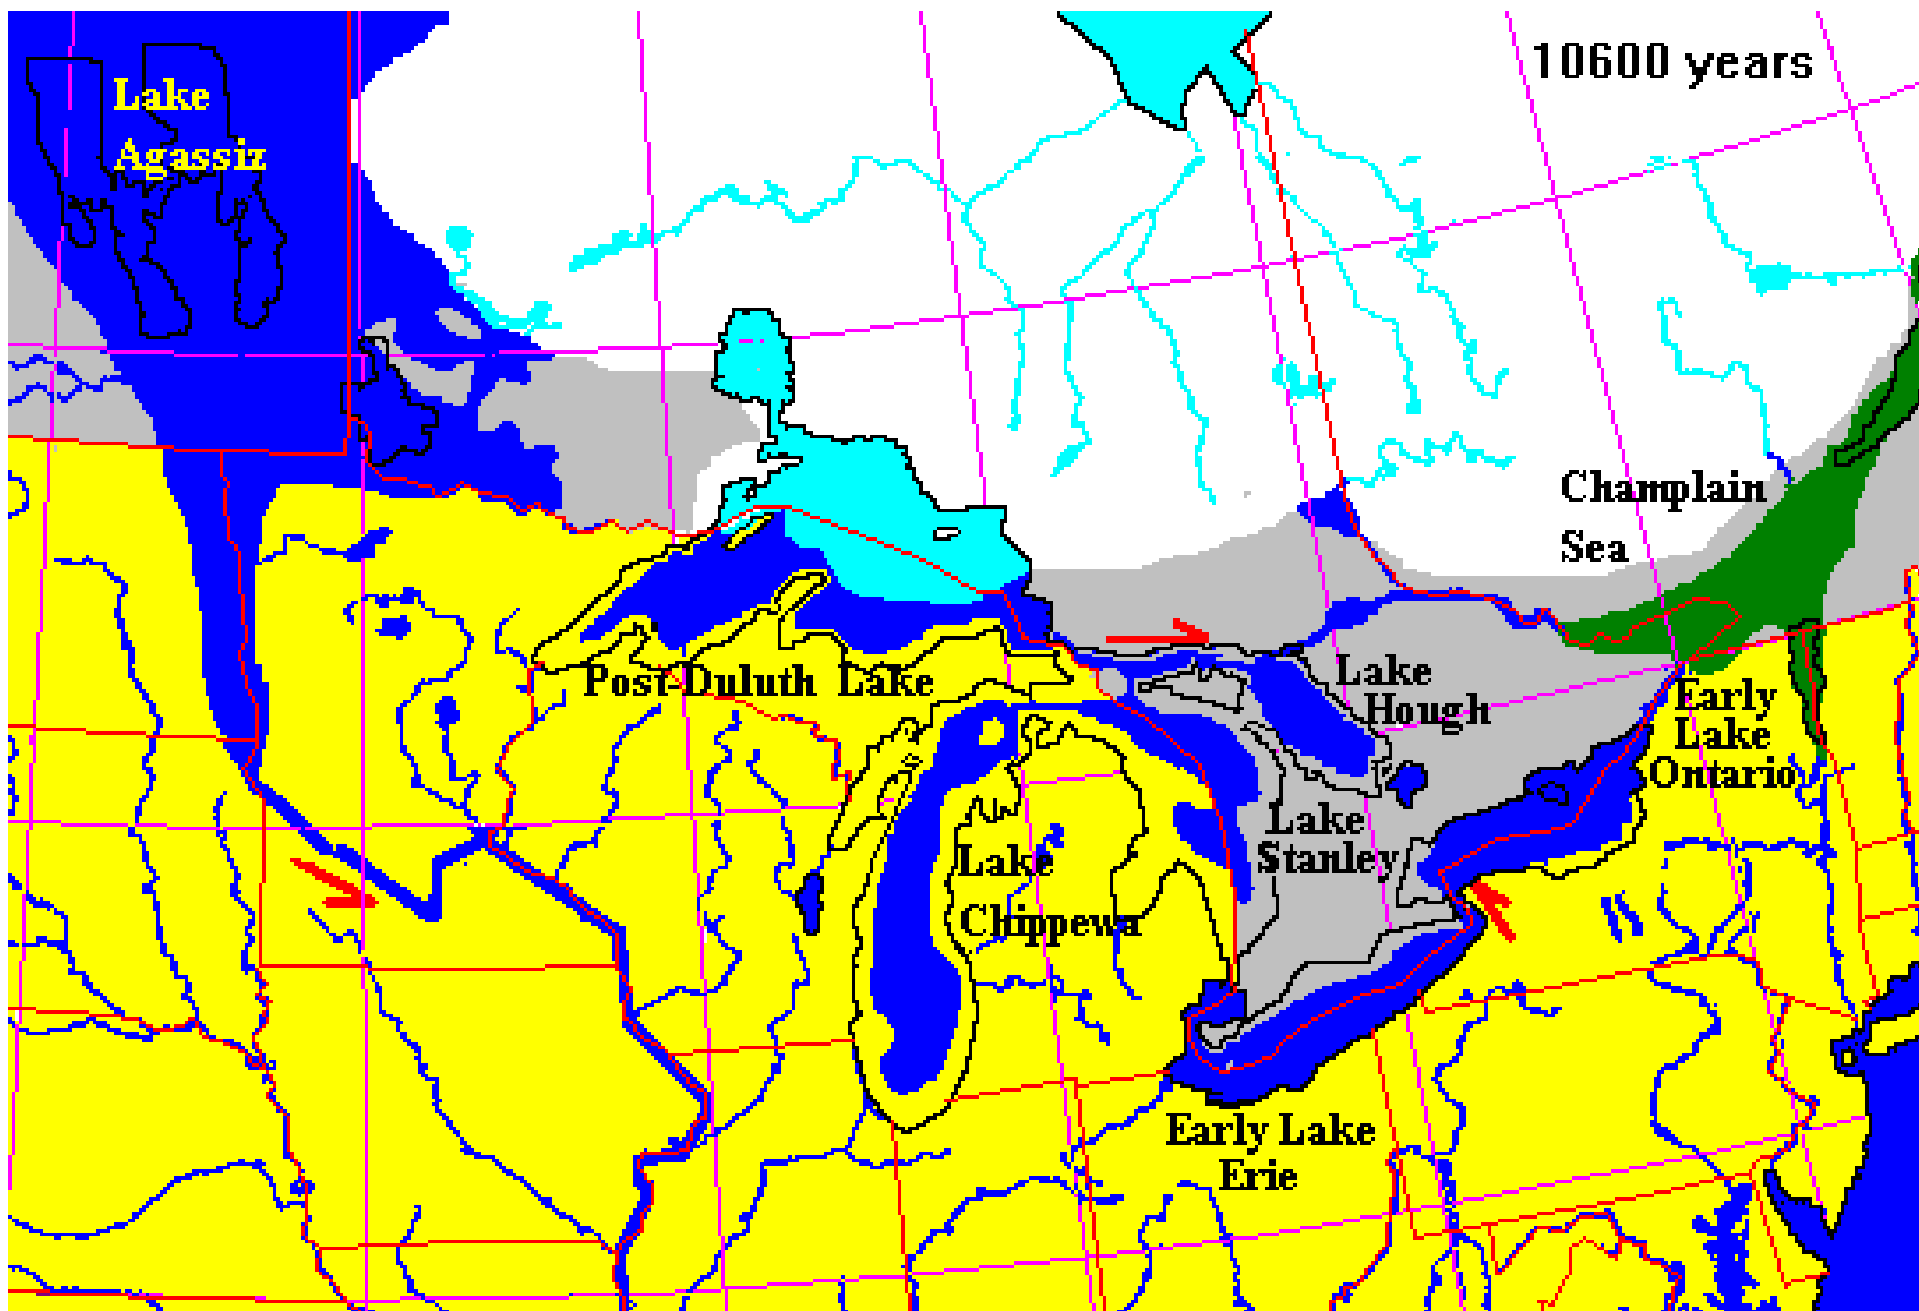 10600 years
Lake
Agassiz
Champlain
Sea
Post-Duluth Lake
Lake
Hough
Early
Lake
Ontario
Lake
Stanley
Lake
Chippewa
Early Lake
Erie